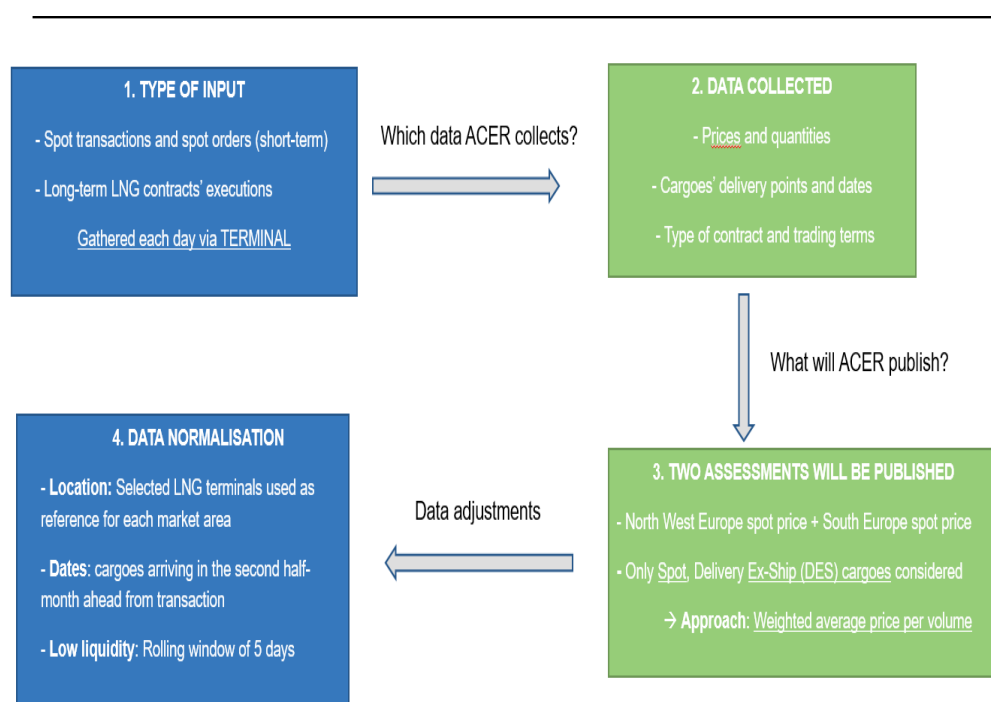 1. TYPE OF INPUT
- Spot transactions and spot orders (short-term)
- Long-term LNG contracts' executions
Gathered each day via TERMINAL
Which data ACER collects?
2. DATA COLLECTED
- Prices and quantities
- Cargoes' delivery points and dates
- Type of contract and trading terms
What will ACER publish?
3. TWO ASSESSMENTS WILL BE PUBLISHED
- North West Europe spot price + South Europe spot price
- Only Spot, Delivery Ex-Ship (DES) cargoes considered
→ Approach: Weighted average price per volume
Data adjustments
4. DATA NORMALISATION
- Location: Selected LNG terminals used as
reference for each market area
- Dates: cargoes arriving in the second half-
month ahead from transaction
- Low liquidity: Rolling window of 5 days